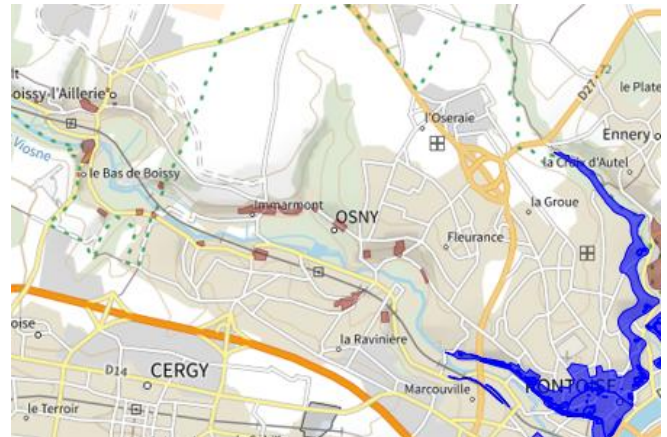 D27 - 72
le Plate
oissy-l'Aillerie
l'Oseraie
Ennery
Viosne
la Croix d'Autel
le Bas de Boissy
la Groue
Immarmont
OSNY
Fleurance
oise
la Ravinière
D14
CERGY
PONTOISE
Marcouville
le Terroir